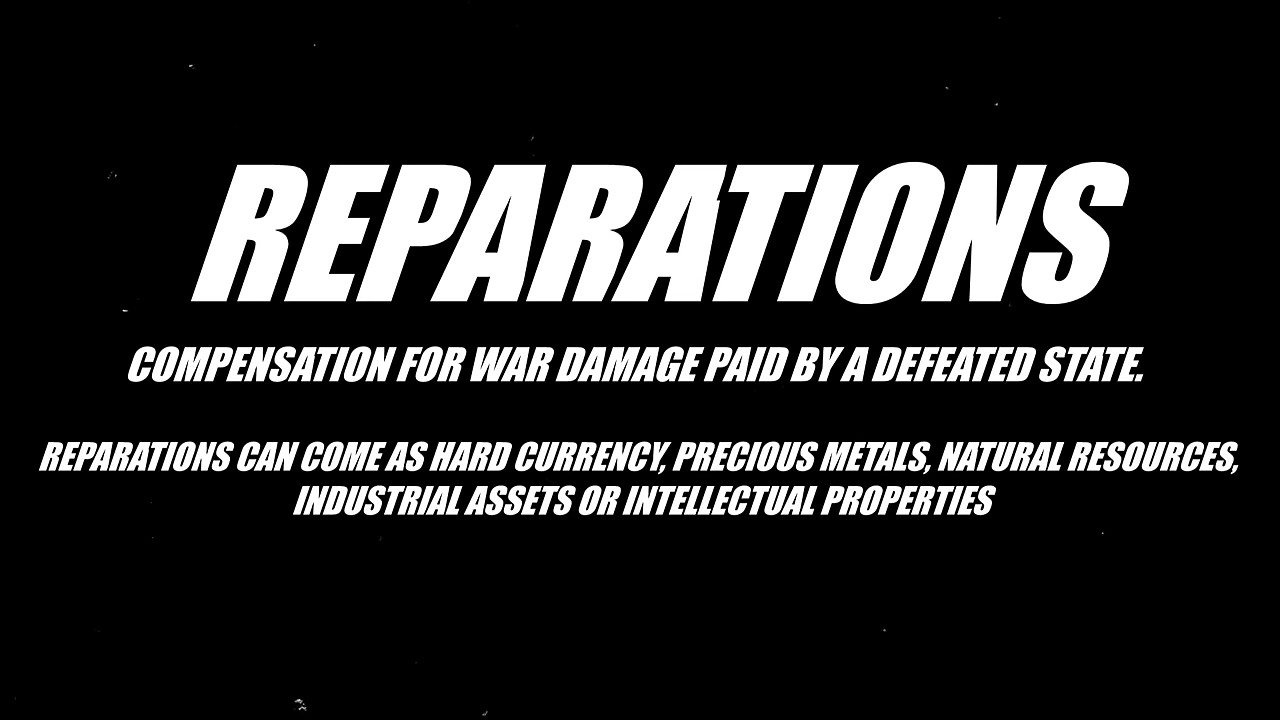 REPARATIONS
COMPENSATION FOR WAR DAMAGE PAID BY A DEFEATED STATE.
REPARATIONS CAN COME AS HARD CURRENCY, PRECIOUS METALS, NATURAL RESOURCES,
INDUSTRIAL ASSETS OR INTELLECTUAL PROPERTIES